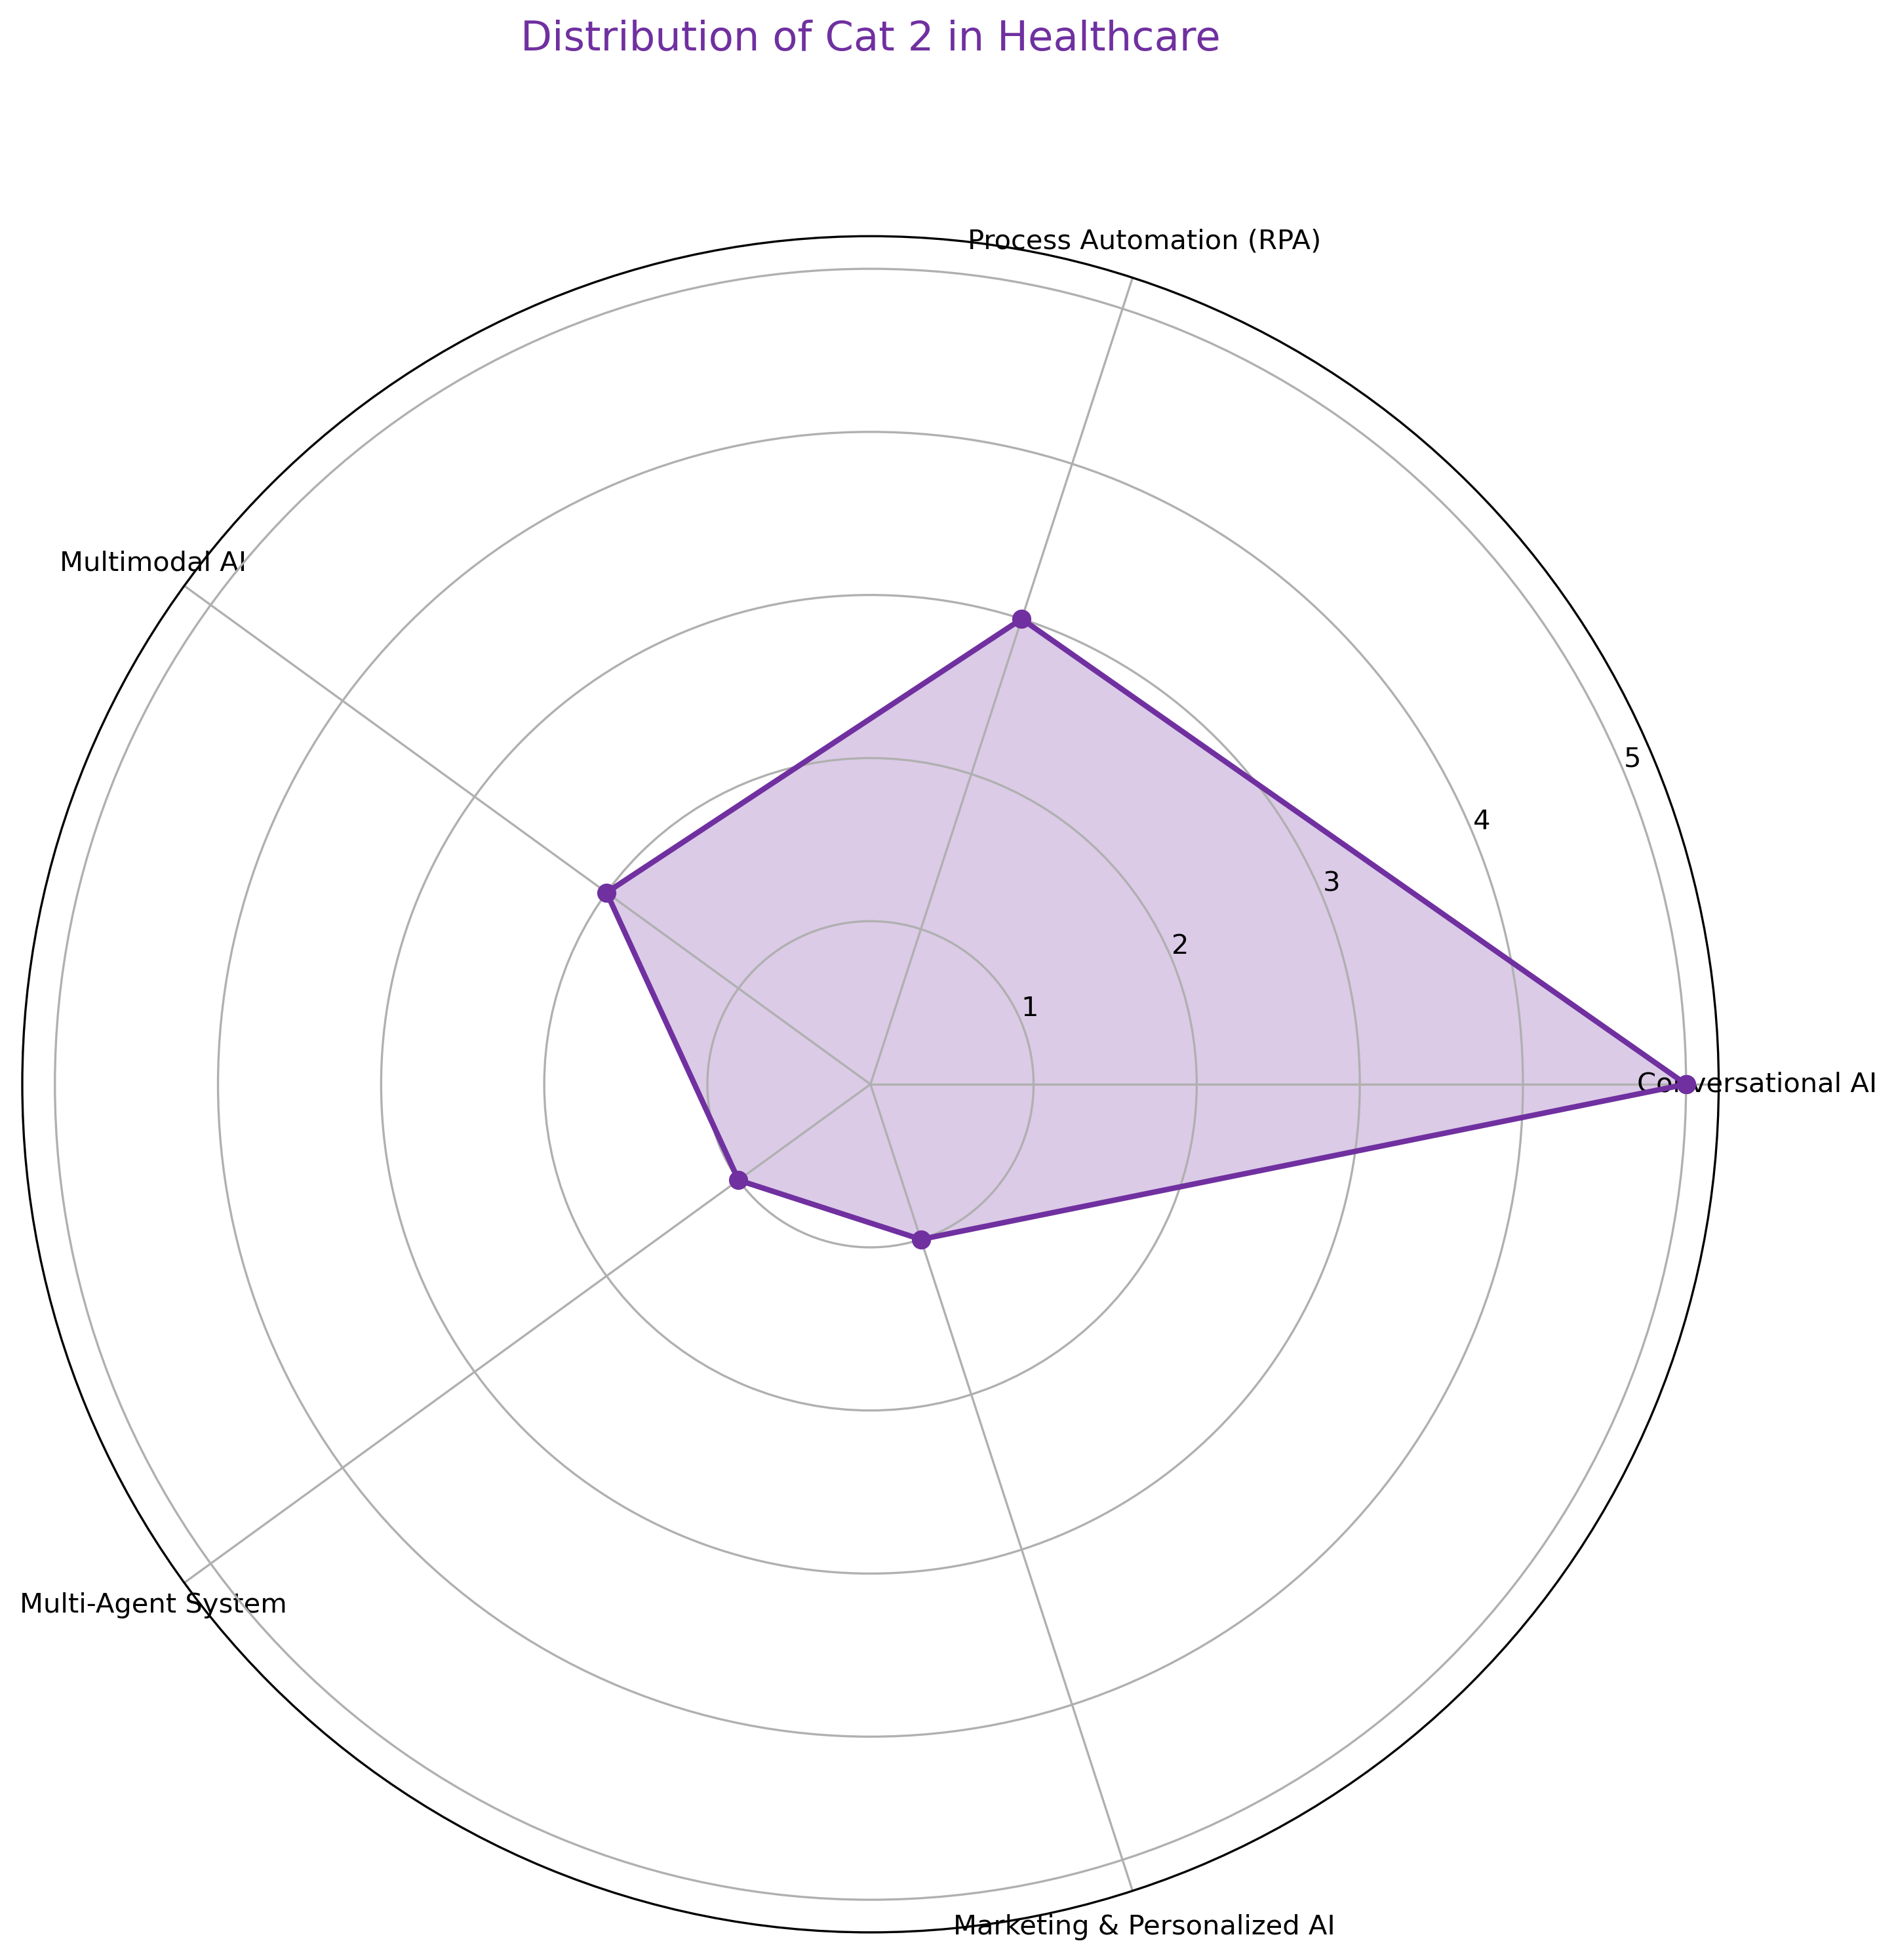 Distribution of Cat 2 in Healthcare
Process Automation (RPA)
Multimodal AI
5
4
3
2
1
Conversational AI
Multi-Agent System
Marketing & Personalized AI